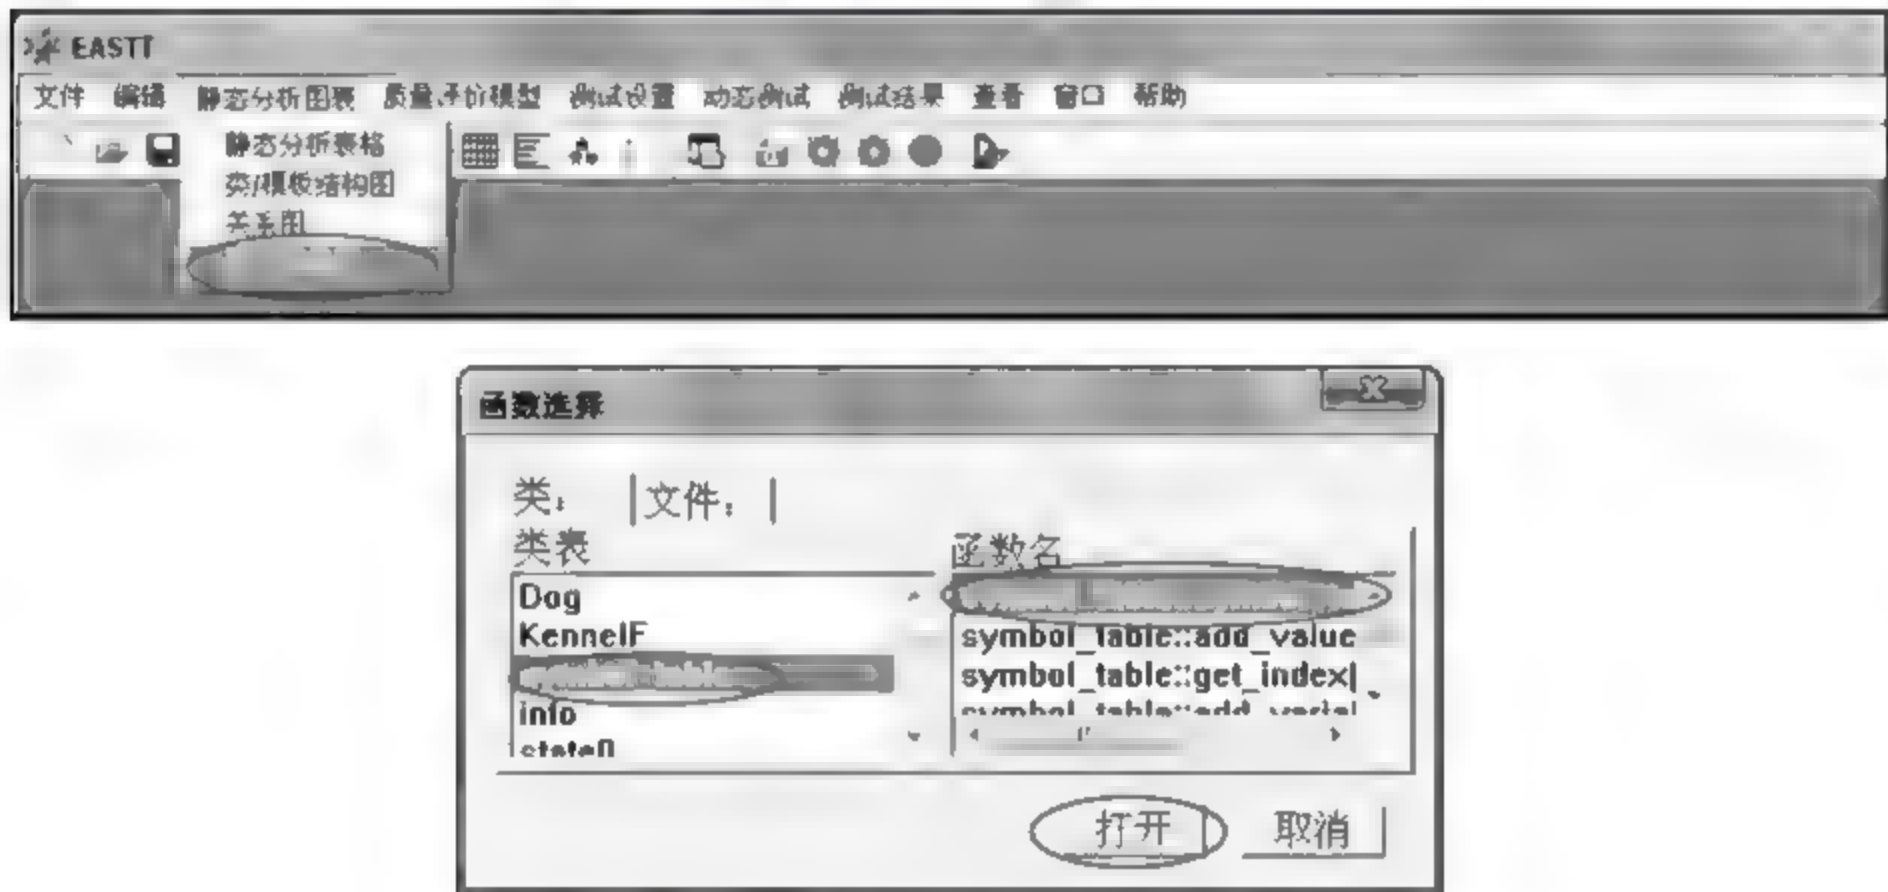 EASTT
文件 编辑 静态分析图表 质量评价模型 测试设置 动态测试 测试结果 查看 窗口 帮助
静态分析表格
类/模板结构图
关系图
函数选择
类: 文件:
类表 函数名
Dog
KennelF symbol_table::add_value
symbol_table::get_index(
info symbol_table::add_varial
state0
打开 取消